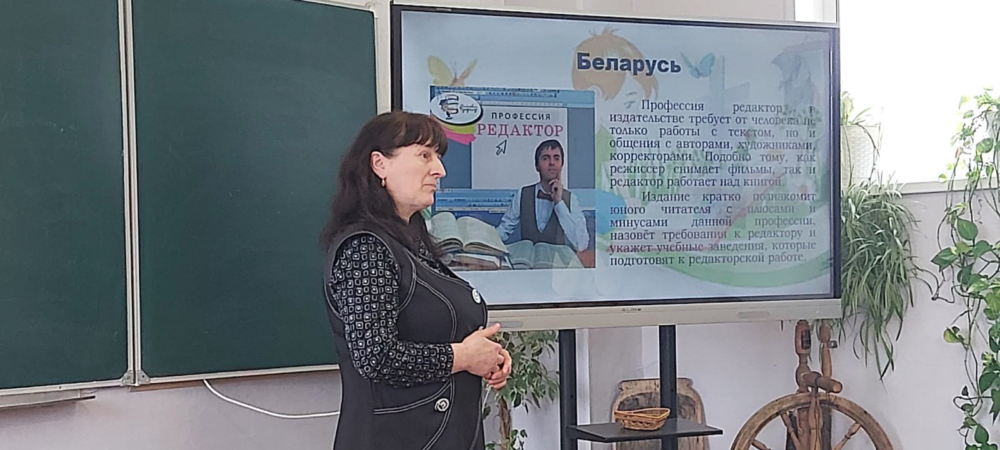 Беларусь
ПРОФЕССИЯ
РЕДАКТОР
Профессия редактор в
издательстве требует от человека не
только работы с текстом, но и
общения с авторами, художниками,
корректорами. Подобно тому, как
режиссер снимает фильмы, так и
редактор работает над книгой.
Издание кратко познакомит
юного читателя с плюсами и
минусами данной профессии,
назовёт требования к редактору и
укажет учебные заведения, которые
подготовят к редакторской работе.